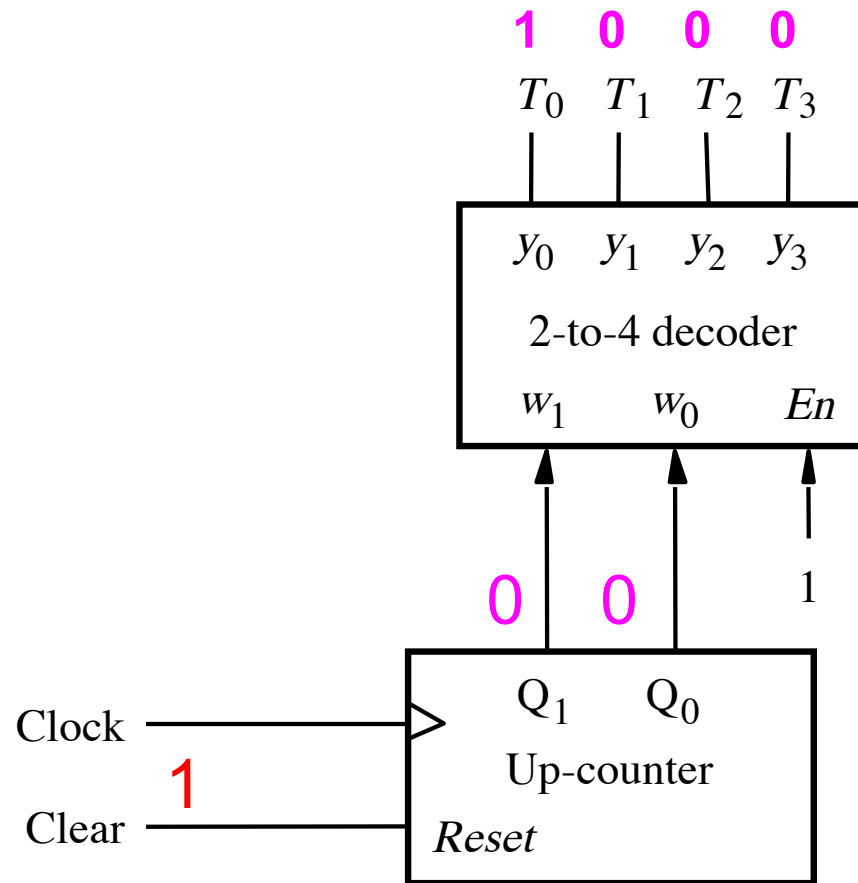 1 0 0 0
T0 T1 T2 T3
y0 y1 y2 y3
2-to-4 decoder
w1 w0 En
0 0 1
Q1 Q0
Clock
Up-counter
1
Clear Reset